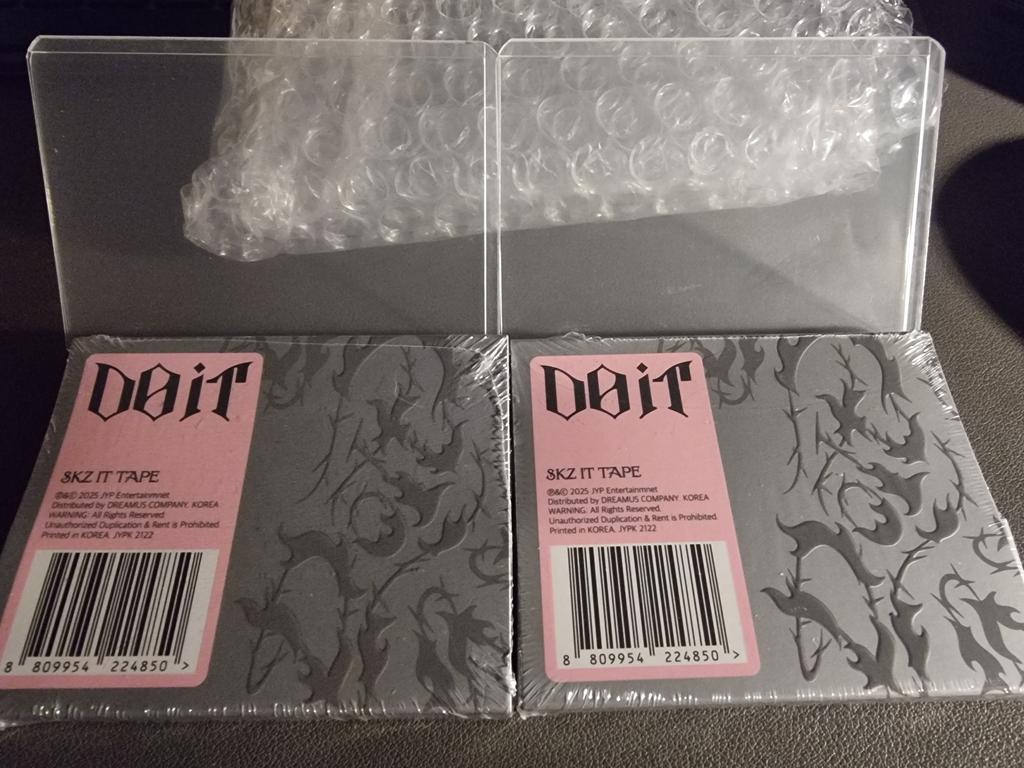 DØiT
SKZ IT TAPE
℗&© 2025 JYP Entertainmnet
Distributed by DREAMUS COMPANY. KOREA
WARNING: All Rights Reserved.
Unauthorized Duplication & Rent is Prohibited.
Printed in KOREA. JYPK 2122
8 809954 224850 >
DØiT
SKZ IT TAPE
℗&© 2025 JYP Entertainmnet
Distributed by DREAMUS COMPANY. KOREA
WARNING: All Rights Reserved.
Unauthorized Duplication & Rent is Prohibited.
Printed in KOREA. JYPK 2122
8 809954 224850 >